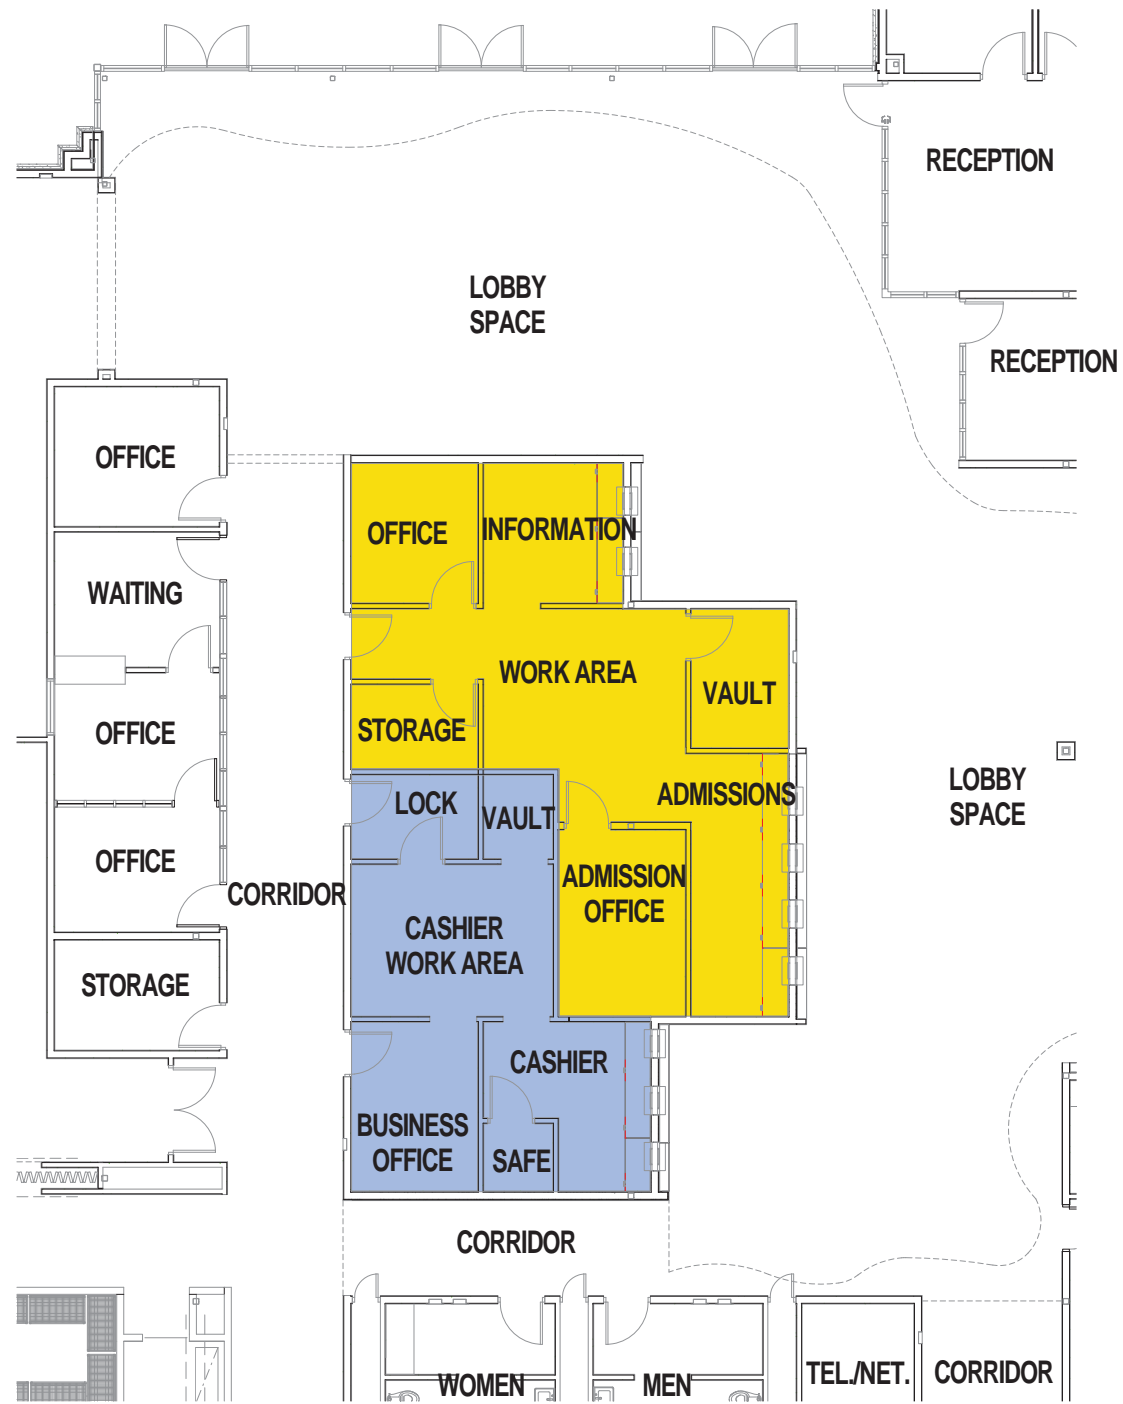 RECEPTION
LOBBY
SPACE
RECEPTION
OFFICE
OFFICE
INFORMATION
WAITING
WORK AREA
VAULT
STORAGE
OFFICE
LOBBY
SPACE
ADMISSIONS
LOCK
VAULT
OFFICE
ADMISSION
OFFICE
CORRIDOR
CASHIER
WORK AREA
STORAGE
CASHIER
BUSINESS
OFFICE
SAFE
CORRIDOR
WOMEN
MEN
TEL./NET.
CORRIDOR